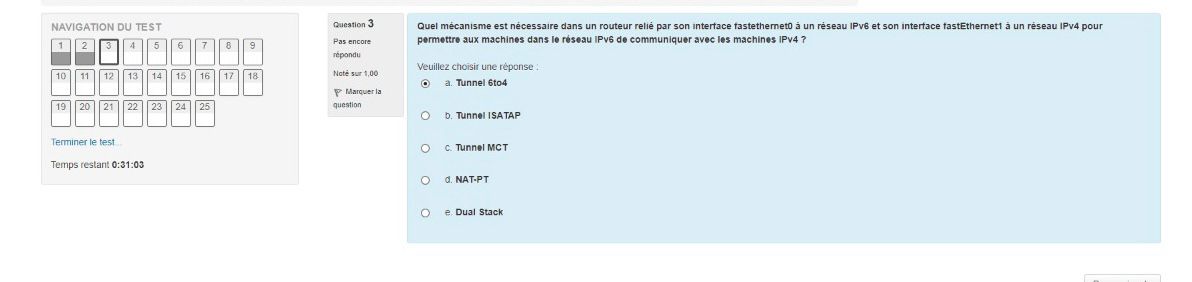 NAVIGATION DU TEST
1 2 3 4 5 6 7 8 9
10 11 12 13 14 15 16 17 18
19 20 21 22 23 24 25
Terminer le test...
Temps restant 0:31:03
Question 3
Pas encore
répondu
Noté sur 1,00
Marquer la
question
Quel mécanisme est nécessaire dans un routeur relié par son interface fastethernet0 à un réseau IPv6 et son interface fastEthernet1 à un réseau IPv4 pour
permettre aux machines dans le réseau IPv6 de communiquer avec les machines IPv4 ?
Veuillez choisir une réponse :
a. Tunnel 6to4
b. Tunnel ISATAP
c. Tunnel MCT
d. NAT-PT
e. Dual Stack